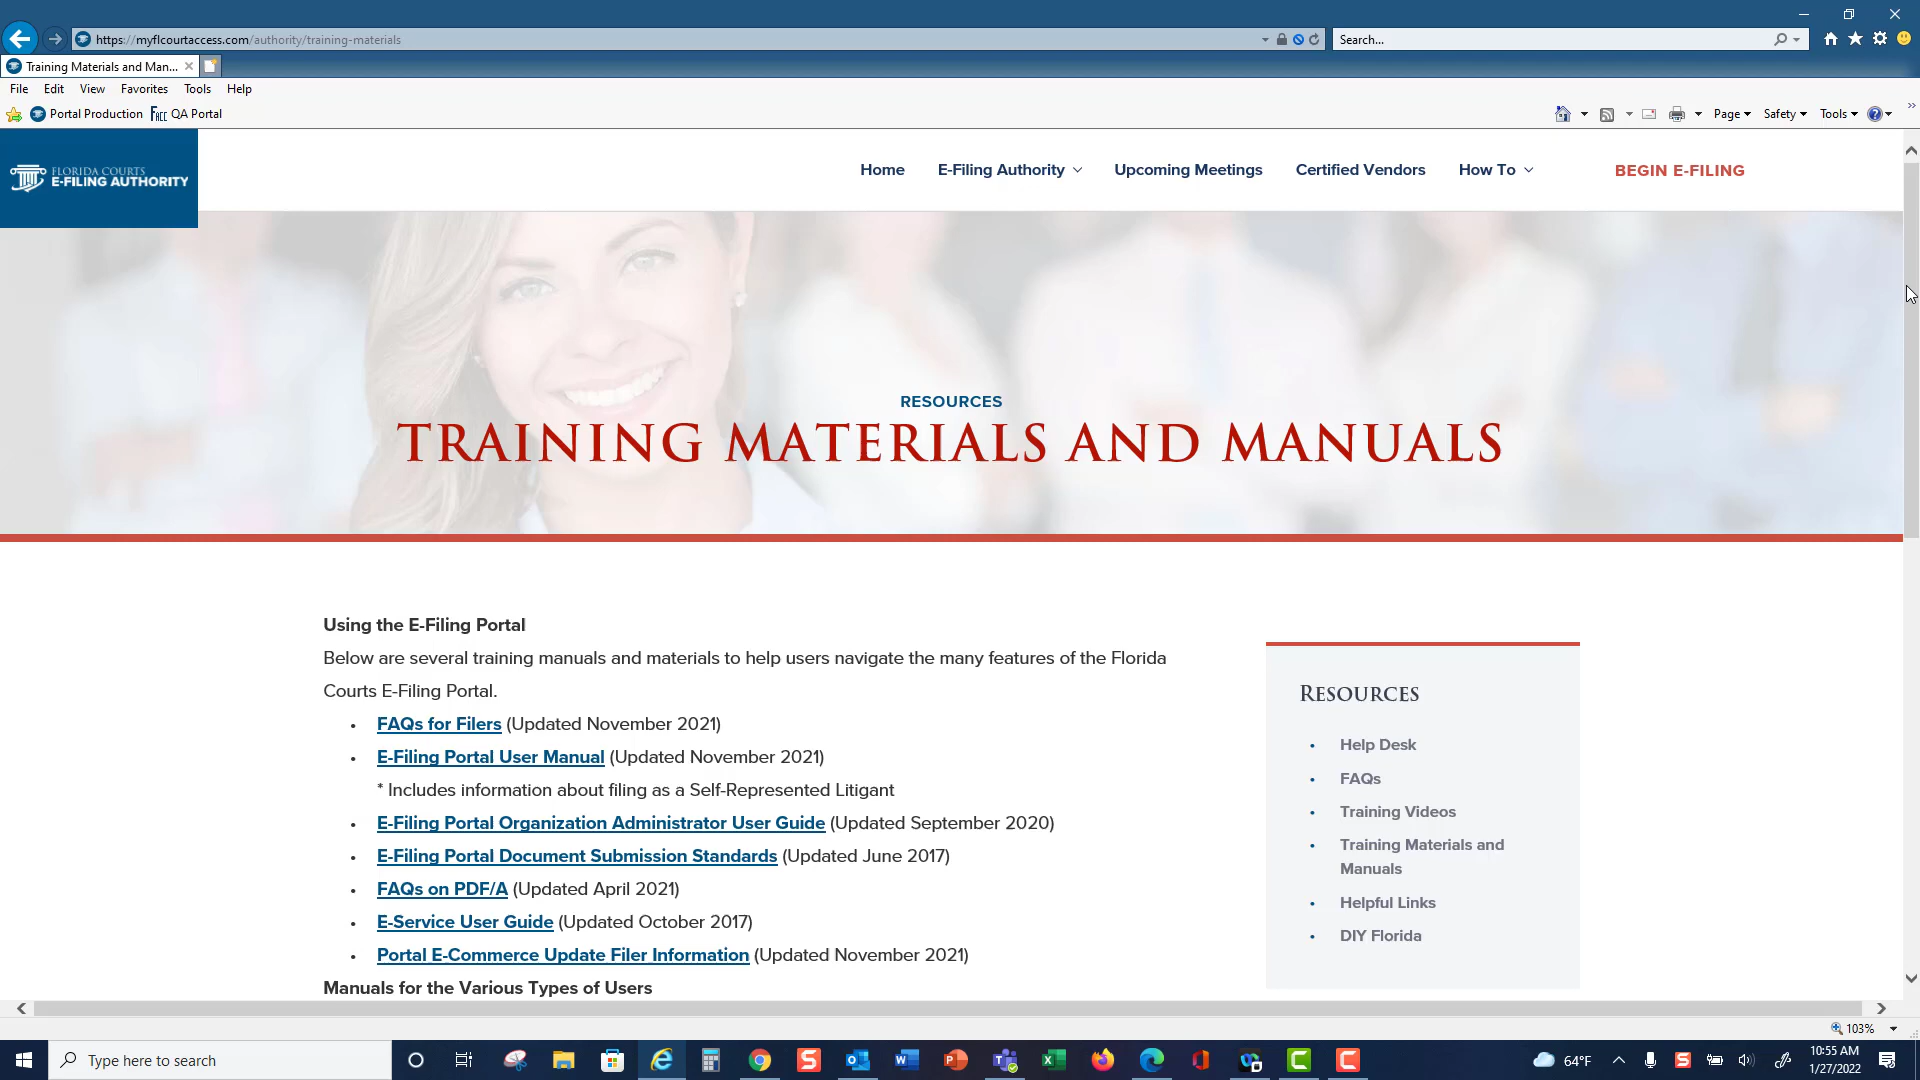 https://myflcourtaccess.com/authority/training-materials
Search...
Training Materials and Man...
File Edit View Favorites Tools Help
Portal Production FACC QA Portal
Page Safety Tools
FLORIDA COURTS
E-FILING AUTHORITY
Home E-Filing Authority Upcoming Meetings Certified Vendors How To BEGIN E-FILING
RESOURCES
TRAINING MATERIALS AND MANUALS
Using the E-Filing Portal
Below are several training manuals and materials to help users navigate the many features of the Florida
Courts E-Filing Portal.
• FAQs for Filers (Updated November 2021)
• E-Filing Portal User Manual (Updated November 2021)
* Includes information about filing as a Self-Represented Litigant
• E-Filing Portal Organization Administrator User Guide (Updated September 2020)
• E-Filing Portal Document Submission Standards (Updated June 2017)
• FAQs on PDF/A (Updated April 2021)
• E-Service User Guide (Updated October 2017)
• Portal E-Commerce Update Filer Information (Updated November 2021)
Manuals for the Various Types of Users
RESOURCES
• Help Desk
• FAQs
• Training Videos
• Training Materials and
Manuals
• Helpful Links
• DIY Florida
103%
Type here to search
64°F
10:55 AM
1/27/2022